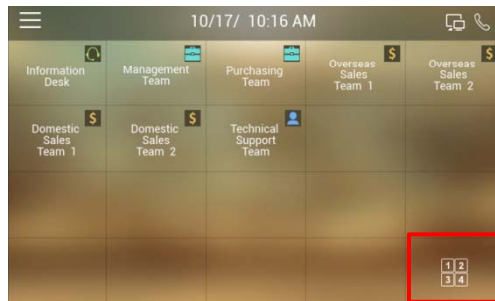 10/17/ 10:16 AM
Information
Desk
Management
Team
Purchasing
Team
Overseas
Sales
Team 1
Overseas
Sales
Team 2
Domestic
Sales
Team 1
Domestic
Sales
Team 2
Technical
Support
Team
1 2
3 4